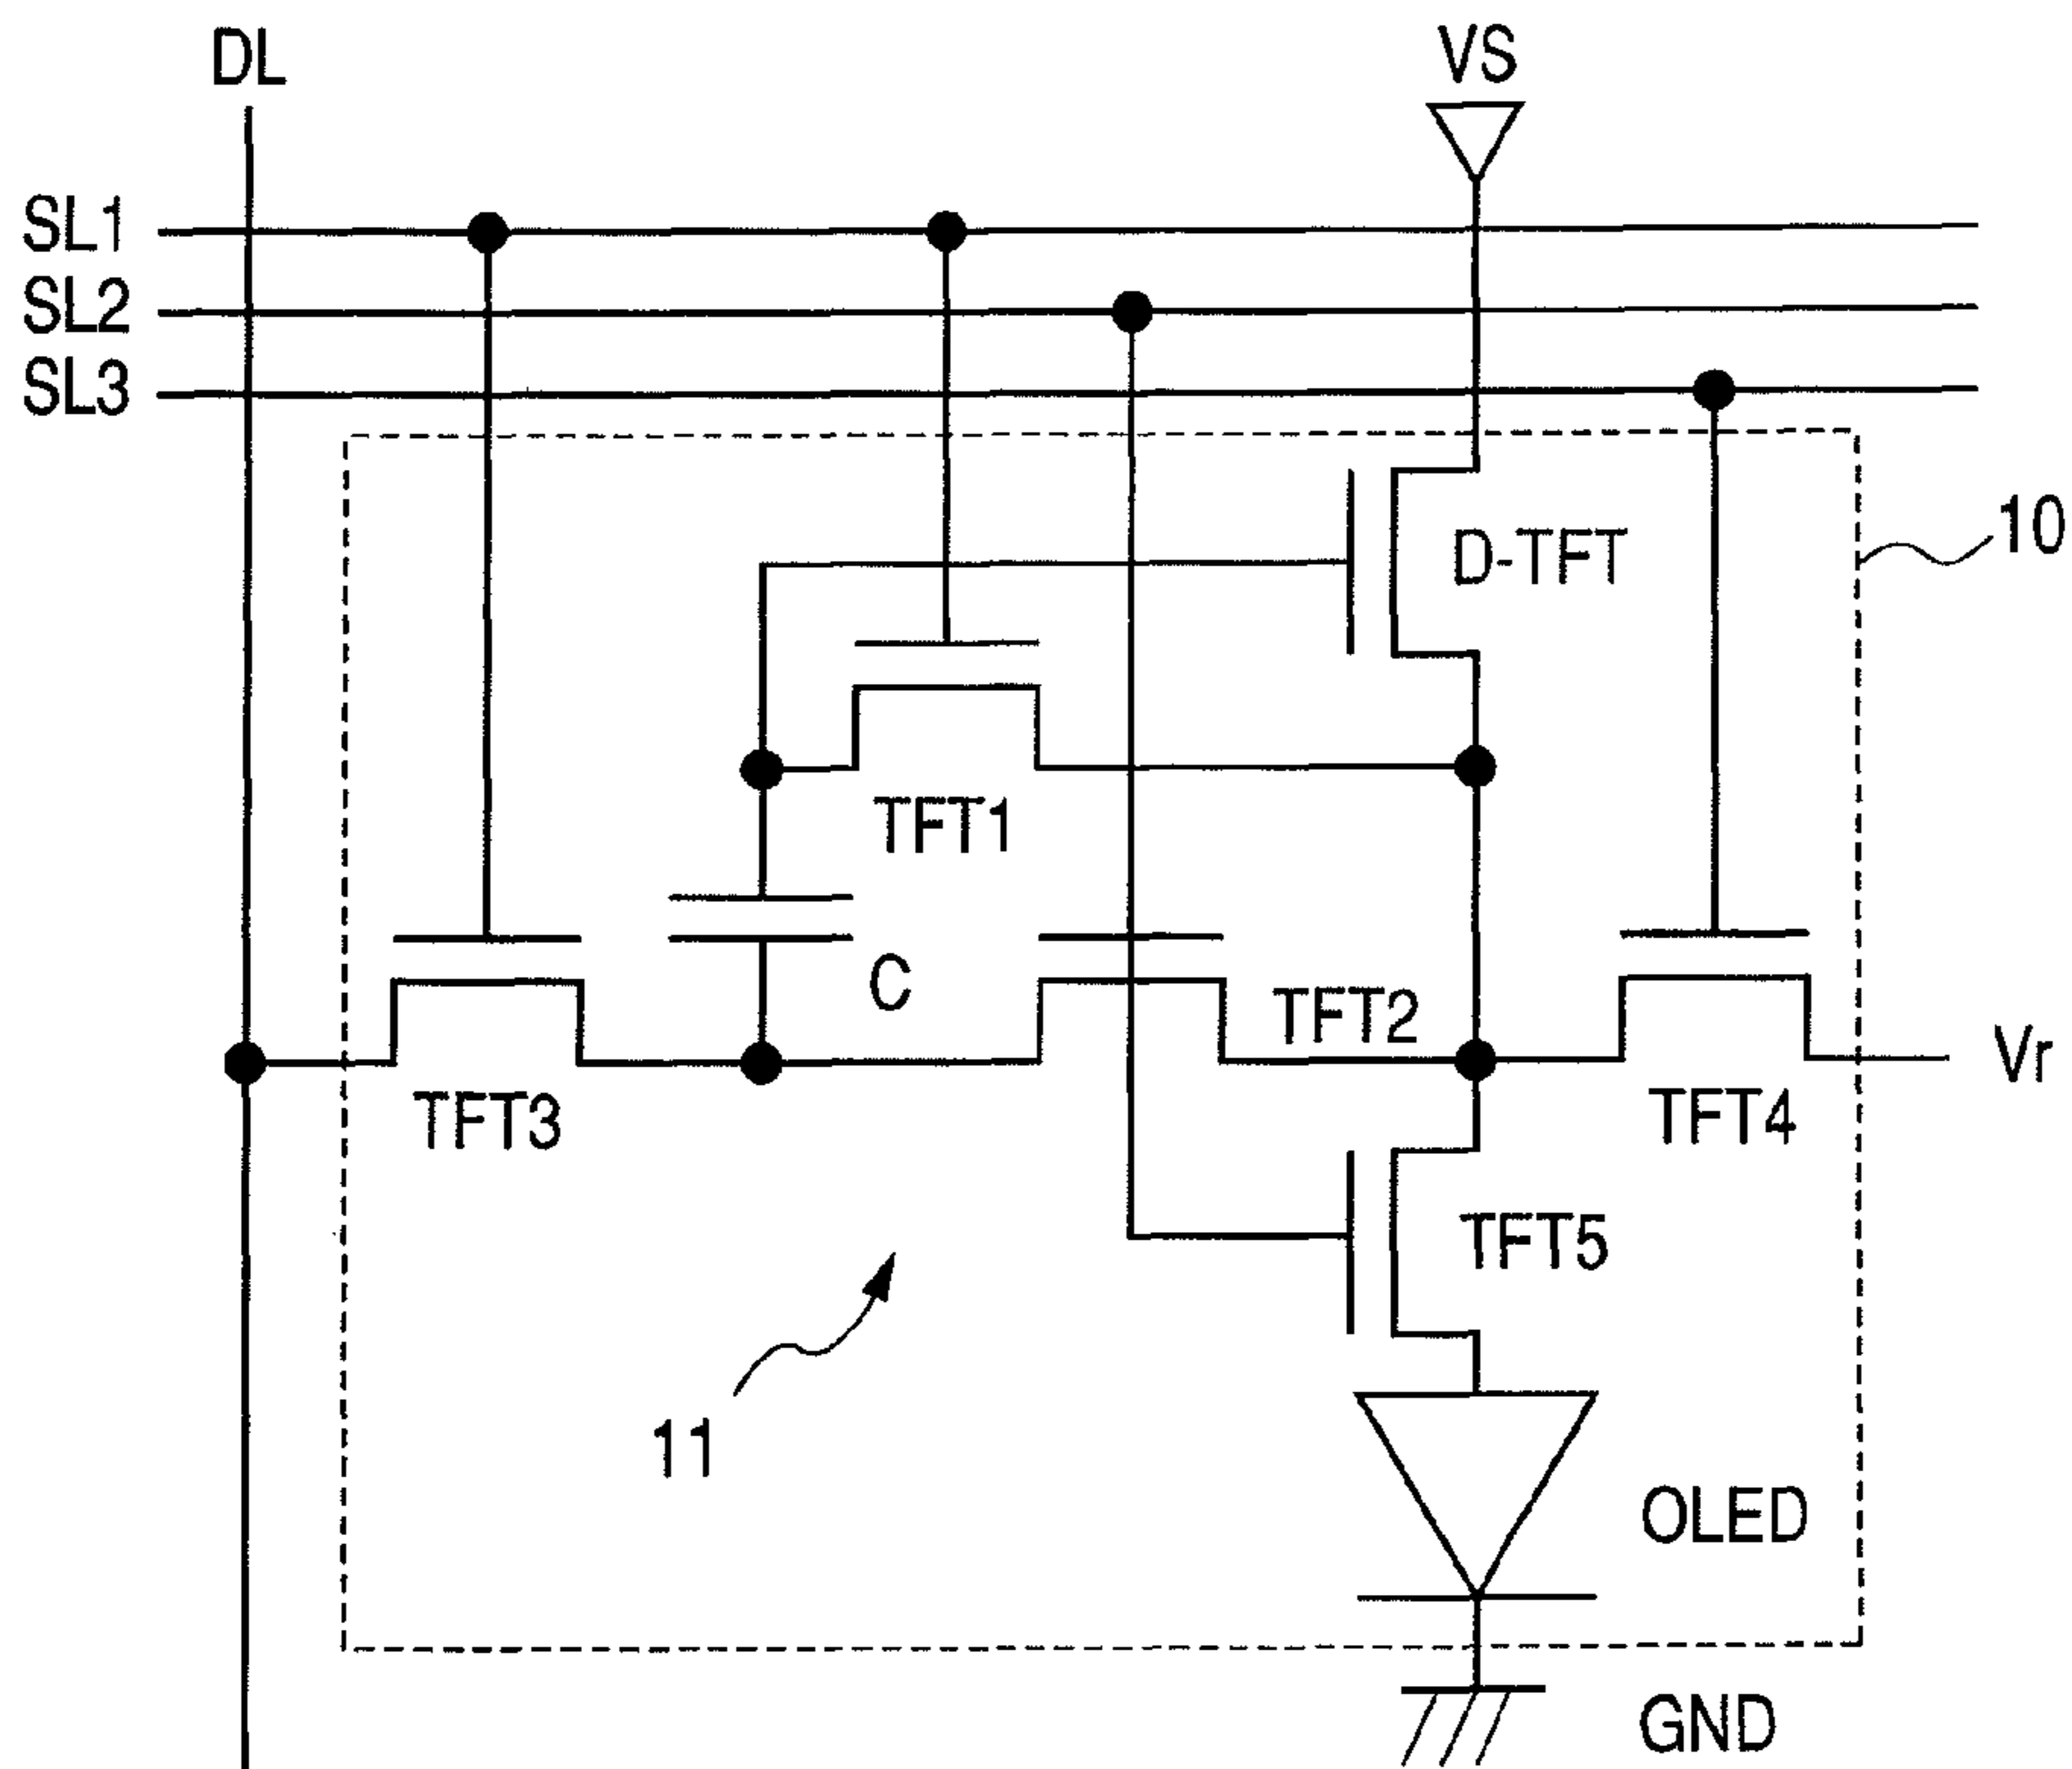 DL
VS
SL1
SL2
SL3
10
D-TFT
TFT1
C
TFT2
Vr
TFT3
TFT4
TFT5
11
OLED
GND